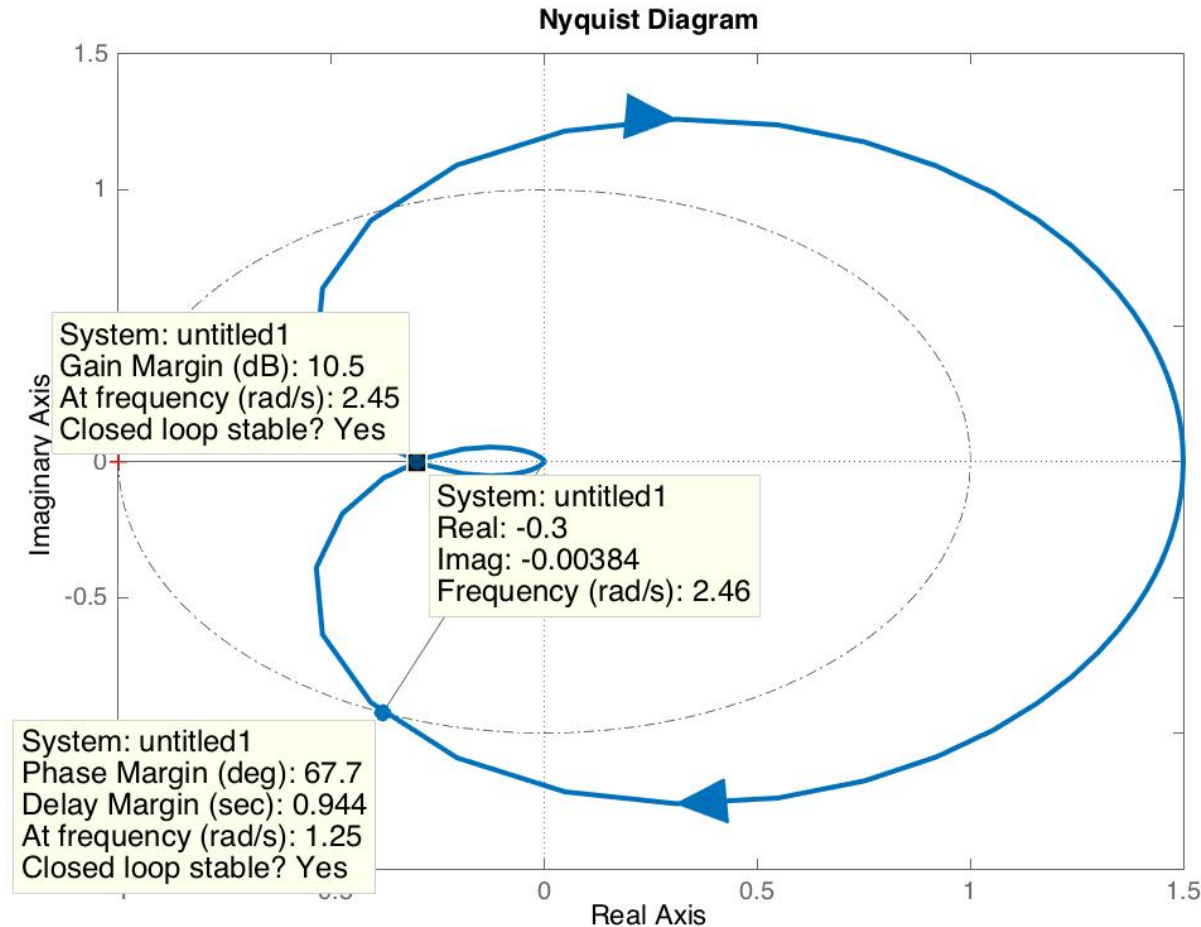 Nyquist Diagram
1.5
1
System: untitled1
Gain Margin (dB): 10.5
At frequency (rad/s): 2.45
Closed loop stable? Yes
Imaginary Axis
0
System: untitled1
Real: -0.3
Imag: -0.00384
Frequency (rad/s): 2.46
-0.5
System: untitled1
Phase Margin (deg): 67.7
Delay Margin (sec): 0.944
At frequency (rad/s): 1.25
Closed loop stable? Yes
0
0.5
1
1.5
Real Axis